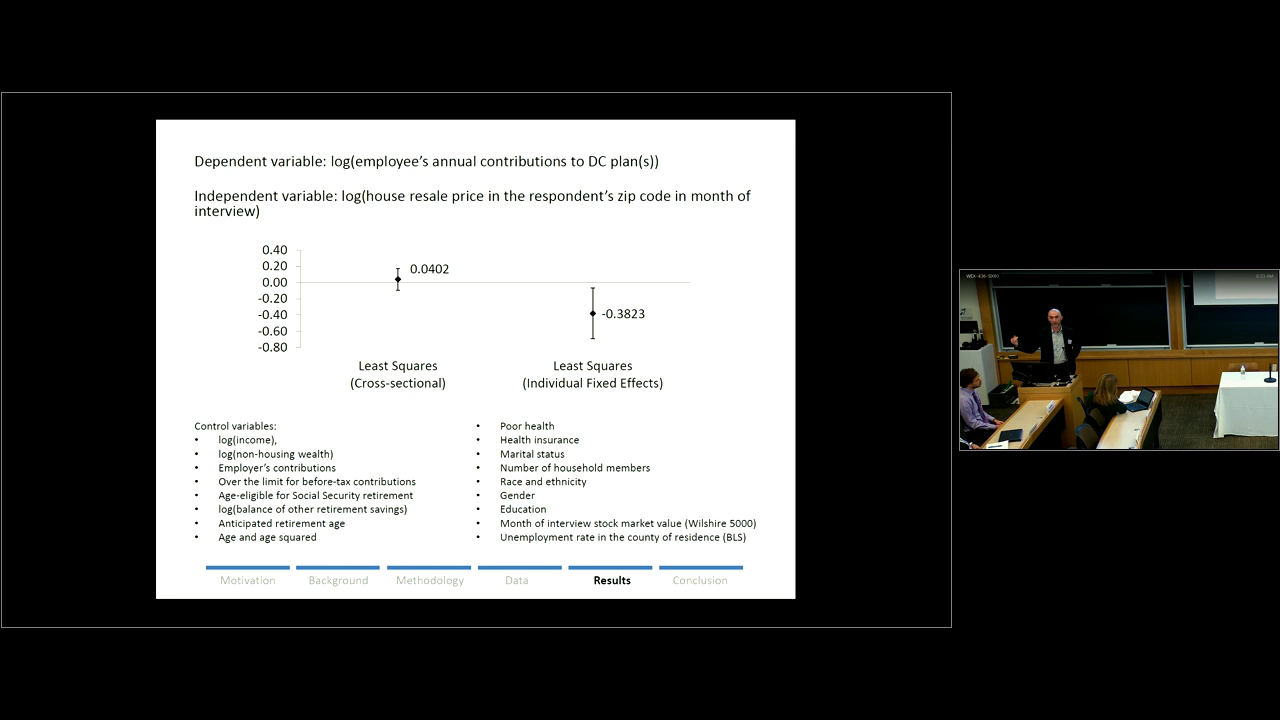 Dependent variable: log(employee's annual contributions to DC plan(s))
Independent variable: log(house resale price in the respondent's zip code in month of
interview)
0.40
0.20
0.00
-0.20
-0.40
-0.60
-0.80
0.0402
-0.3823
Least Squares
(Cross-sectional)
Least Squares
(Individual Fixed Effects)
Control variables:
• log(income),
• log(non-housing wealth)
• Employer's contributions
• Over the limit for before-tax contributions
• Age-eligible for Social Security retirement
• log(balance of other retirement savings)
• Anticipated retirement age
• Age and age squared
• Poor health
• Health insurance
• Marital status
• Number of household members
• Race and ethnicity
• Gender
• Education
• Month of interview stock market value (Wilshire 5000)
• Unemployment rate in the county of residence (BLS)
Motivation Background Methodology Data Results Conclusion